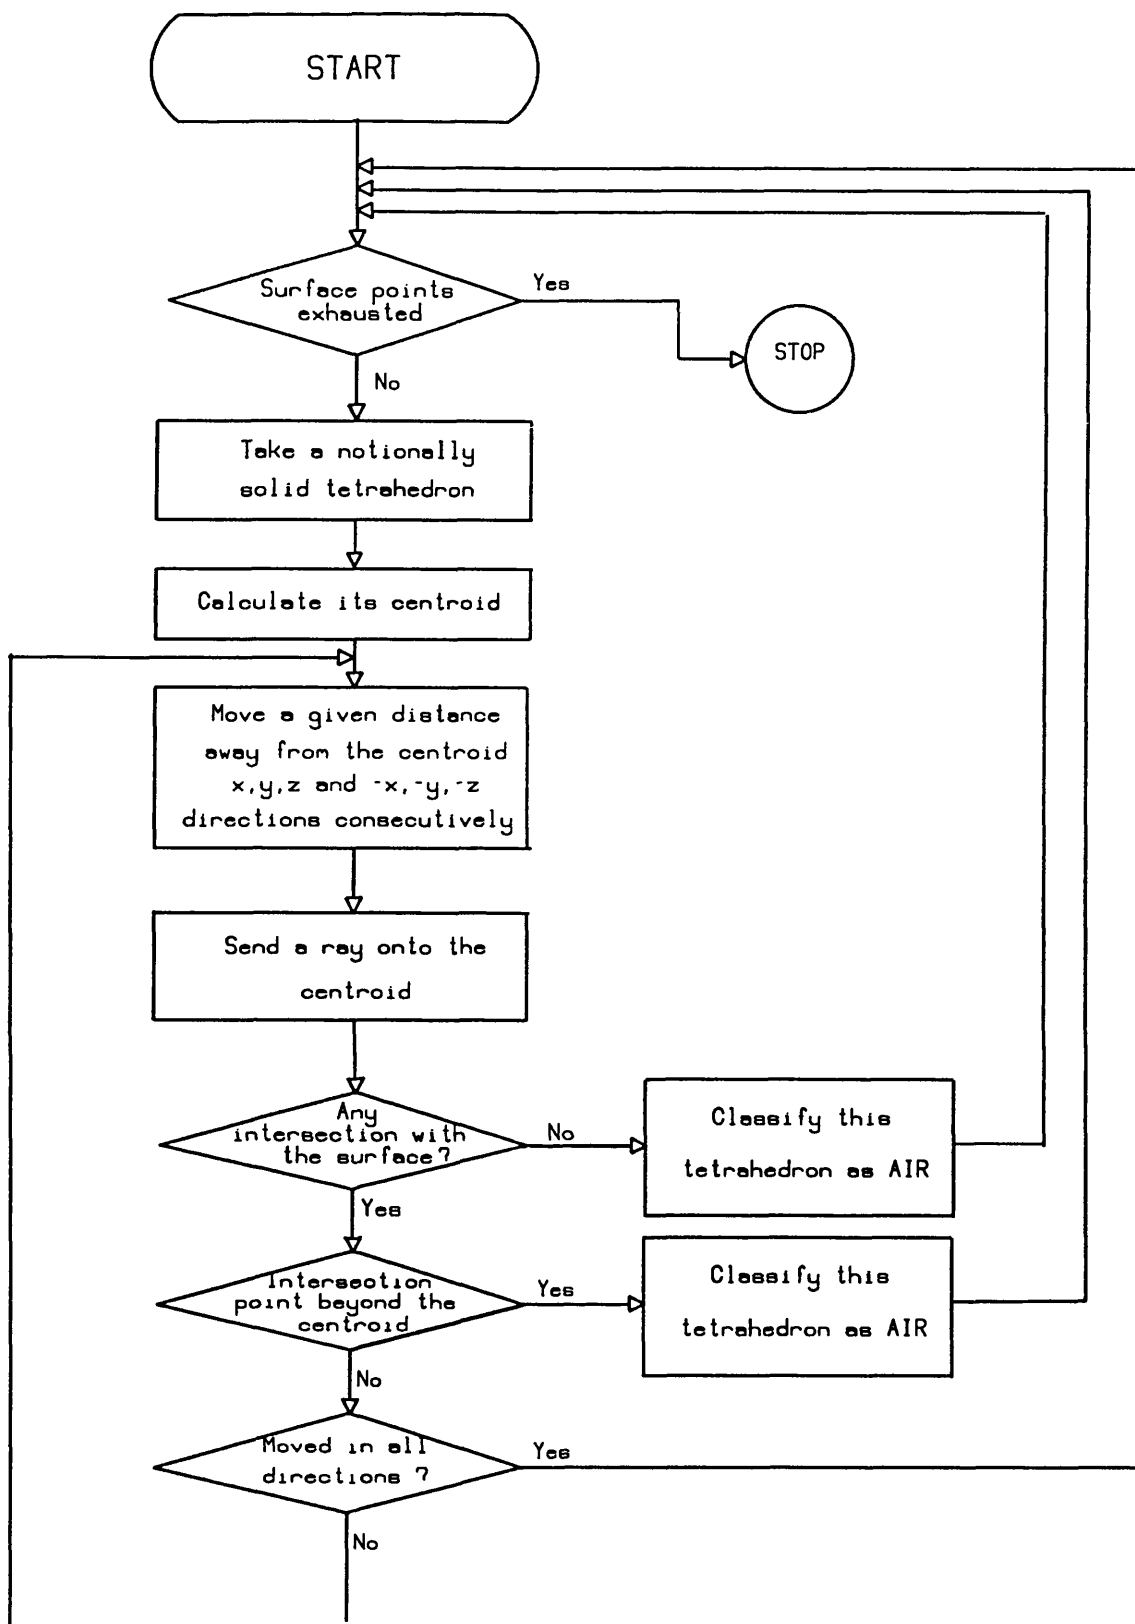 START
Surface points
exhausted
Yes
STOP
No
Take a notionally
solid tetrahedron
Calculate its centroid
Move a given distance
away from the centroid
x,y,z and -x,-y,-z
directions consecutively
Send a ray onto the
centroid
Any
intersection with
the surface?
No
Classify this
tetrahedron as AIR
Yes
Intersection
point beyond the
centroid
Yes
Classify this
tetrahedron as AIR
No
Moved in all
directions ?
Yes
No